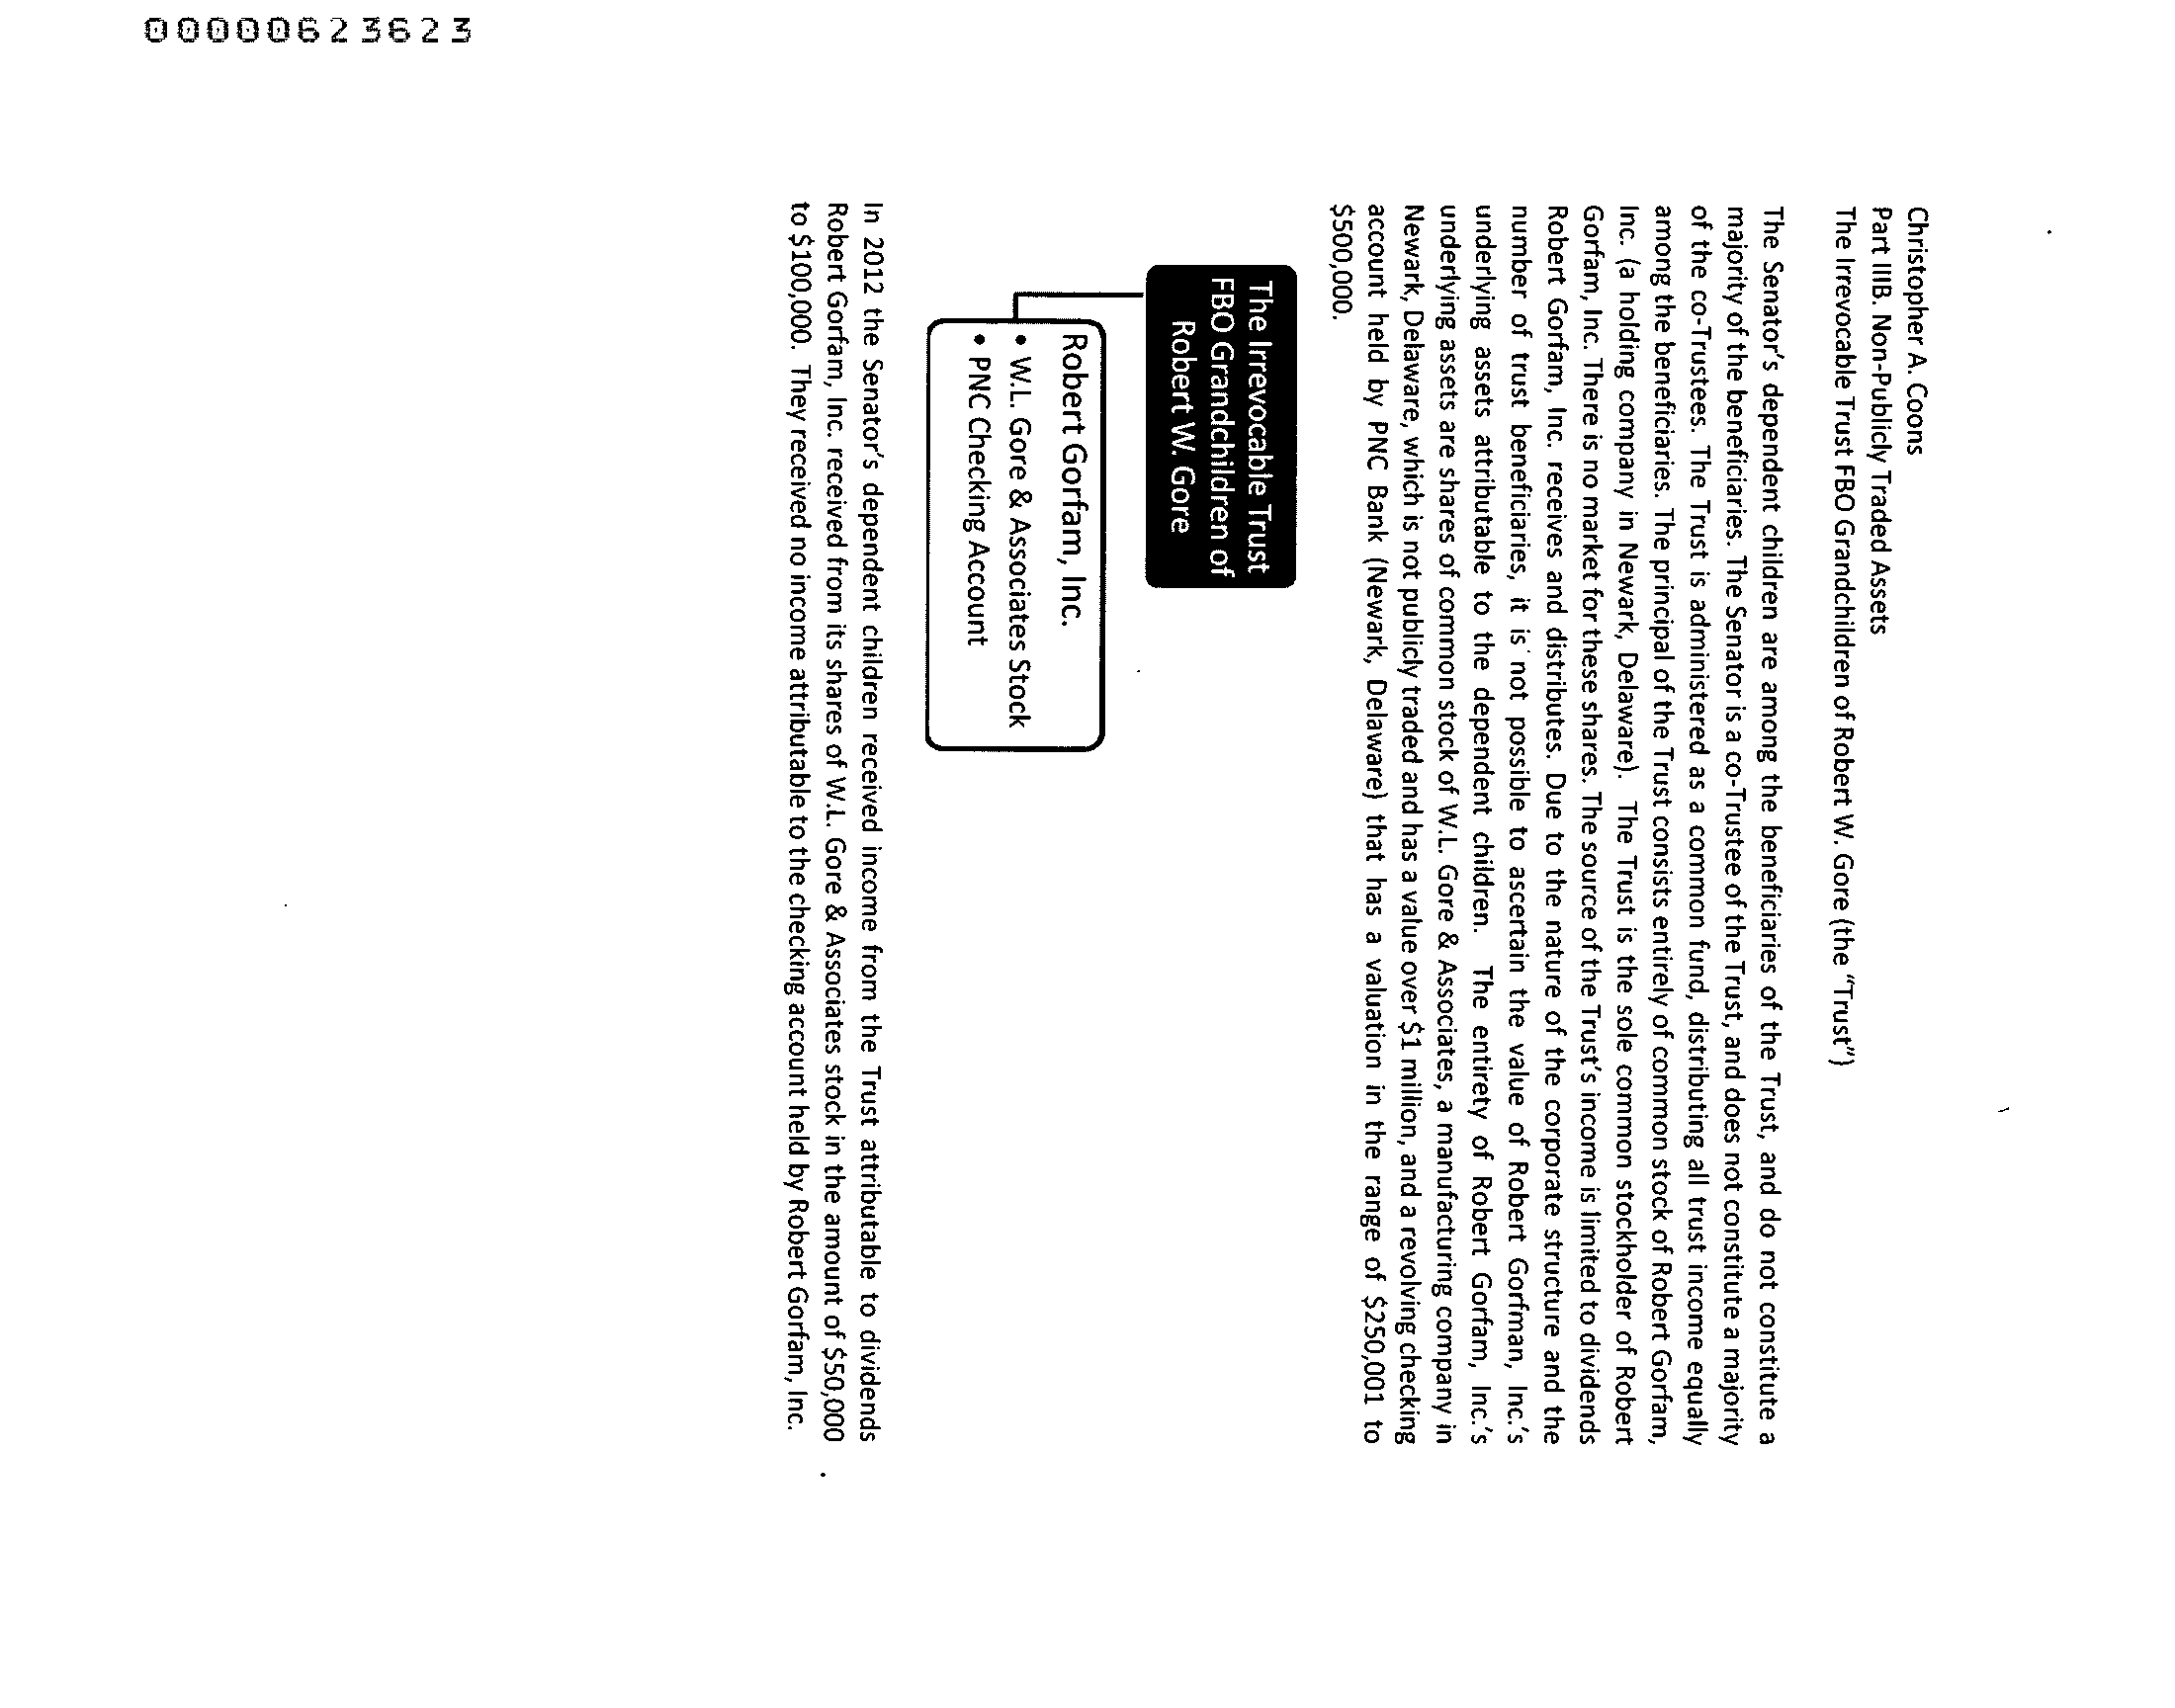 00000623623
Christopher A. Coons
Part IIIB. Non-Publicly Traded Assets
The Irrevocable Trust FBO Grandchildren of Robert W. Gore (the “Trust”)
The Senator’s dependent children are among the beneficiaries of the Trust, and do not constitute a
majority of the beneficiaries. The Senator is a co-Trustee of the Trust, and does not constitute a majority
of the co-Trustees. The Trust is administered as a common fund, distributing all trust income equally
among the beneficiaries. The principal of the Trust consists entirely of common stock of Robert Gorfam,
Inc. (a holding company in Newark, Delaware). The Trust is the sole common stockholder of Robert
Gorfam, Inc. There is no market for these shares. The source of the Trust’s income is limited to dividends
Robert Gorfam, Inc. receives and distributes. Due to the nature of the corporate structure and the
number of trust beneficiaries, it is not possible to ascertain the value of Robert Gorfman, Inc.’s
underlying assets attributable to the dependent children. The entirety of Robert Gorfam, Inc.’s
underlying assets are shares of common stock of W.L. Gore & Associates, a manufacturing company in
Newark, Delaware, which is not publicly traded and has a value over $1 million, and a revolving checking
account held by PNC Bank (Newark, Delaware) that has a valuation in the range of $250,001 to
$500,000.
The Irrevocable Trust
FBO Grandchildren of
Robert W. Gore
Robert Gorfam, Inc.
• W.L. Gore & Associates Stock
• PNC Checking Account
In 2012 the Senator’s dependent children received income from the Trust attributable to dividends
Robert Gorfam, Inc. received from its shares of W.L. Gore & Associates stock in the amount of $50,000
to $100,000. They received no income attributable to the checking account held by Robert Gorfam, Inc.